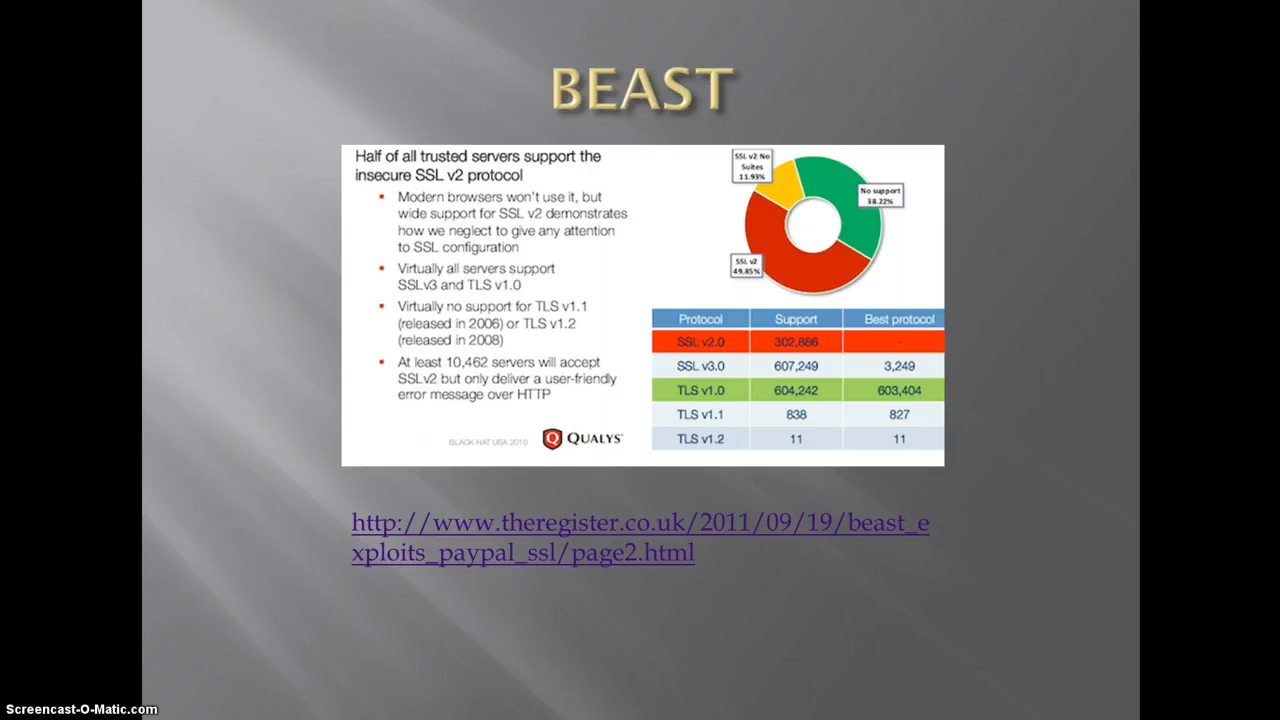 BEAST
Half of all trusted servers support the
insecure SSL v2 protocol
Modern browsers won't use it, but
wide support for SSL v2 demonstrates
how we neglect to give any attention
to SSL configuration
Virtually all servers support
SSLv3 and TLS v1.0
Virtually no support for TLS v1.1
(released in 2006) or TLS v1.2
(released in 2008)
At least 10,462 servers will accept
SSLv2 but only deliver a user-friendly
error message over HTTP
BLACK HAT USA 2010
QUALYS
SSL v2 No
Suites
11.93%
No support
38.22%
SSL v2
49.85%
Protocol Support Best protocol
SSL v2.0 302,886 -
SSL v3.0 607,249 3,249
TLS v1.0 604,242 603,404
TLS v1.1 838 827
TLS v1.2 11 11
http://www.theregister.co.uk/2011/09/19/beast_e
xploits_paypal_ssl/page2.html
Screencast-O-Matic.com